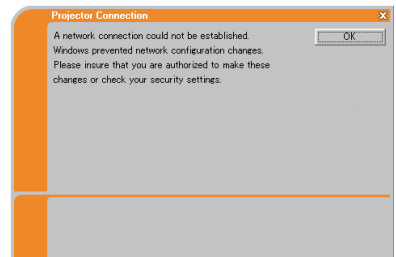 Projector Connection X
A network connection could not be established. OK
Windows prevented network configuration changes.
Please insure that you are authorized to make these
changes or check your security settings.